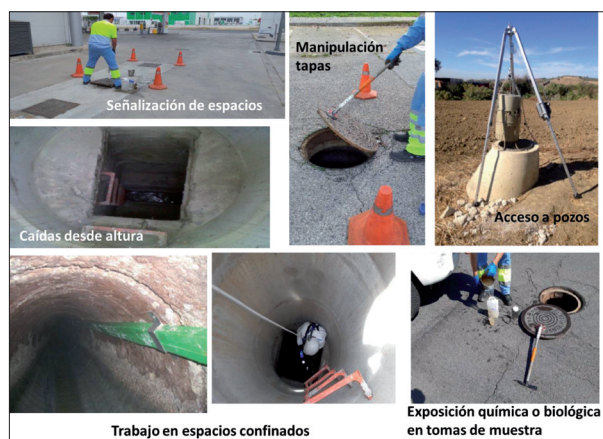 Señalización de espacios
Manipulación
tapas
Acceso a pozos
Caídas desde altura
Trabajo en espacios confinados
Exposición química o biológica
en tomas de muestra